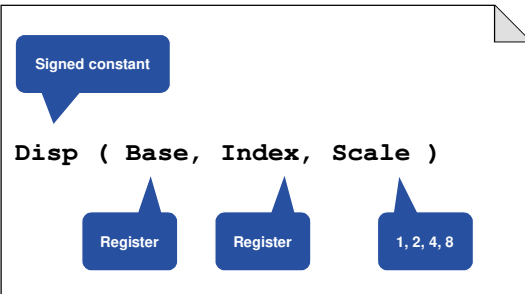 Signed constant
Disp ( Base, Index, Scale )
Register
Register
1, 2, 4, 8